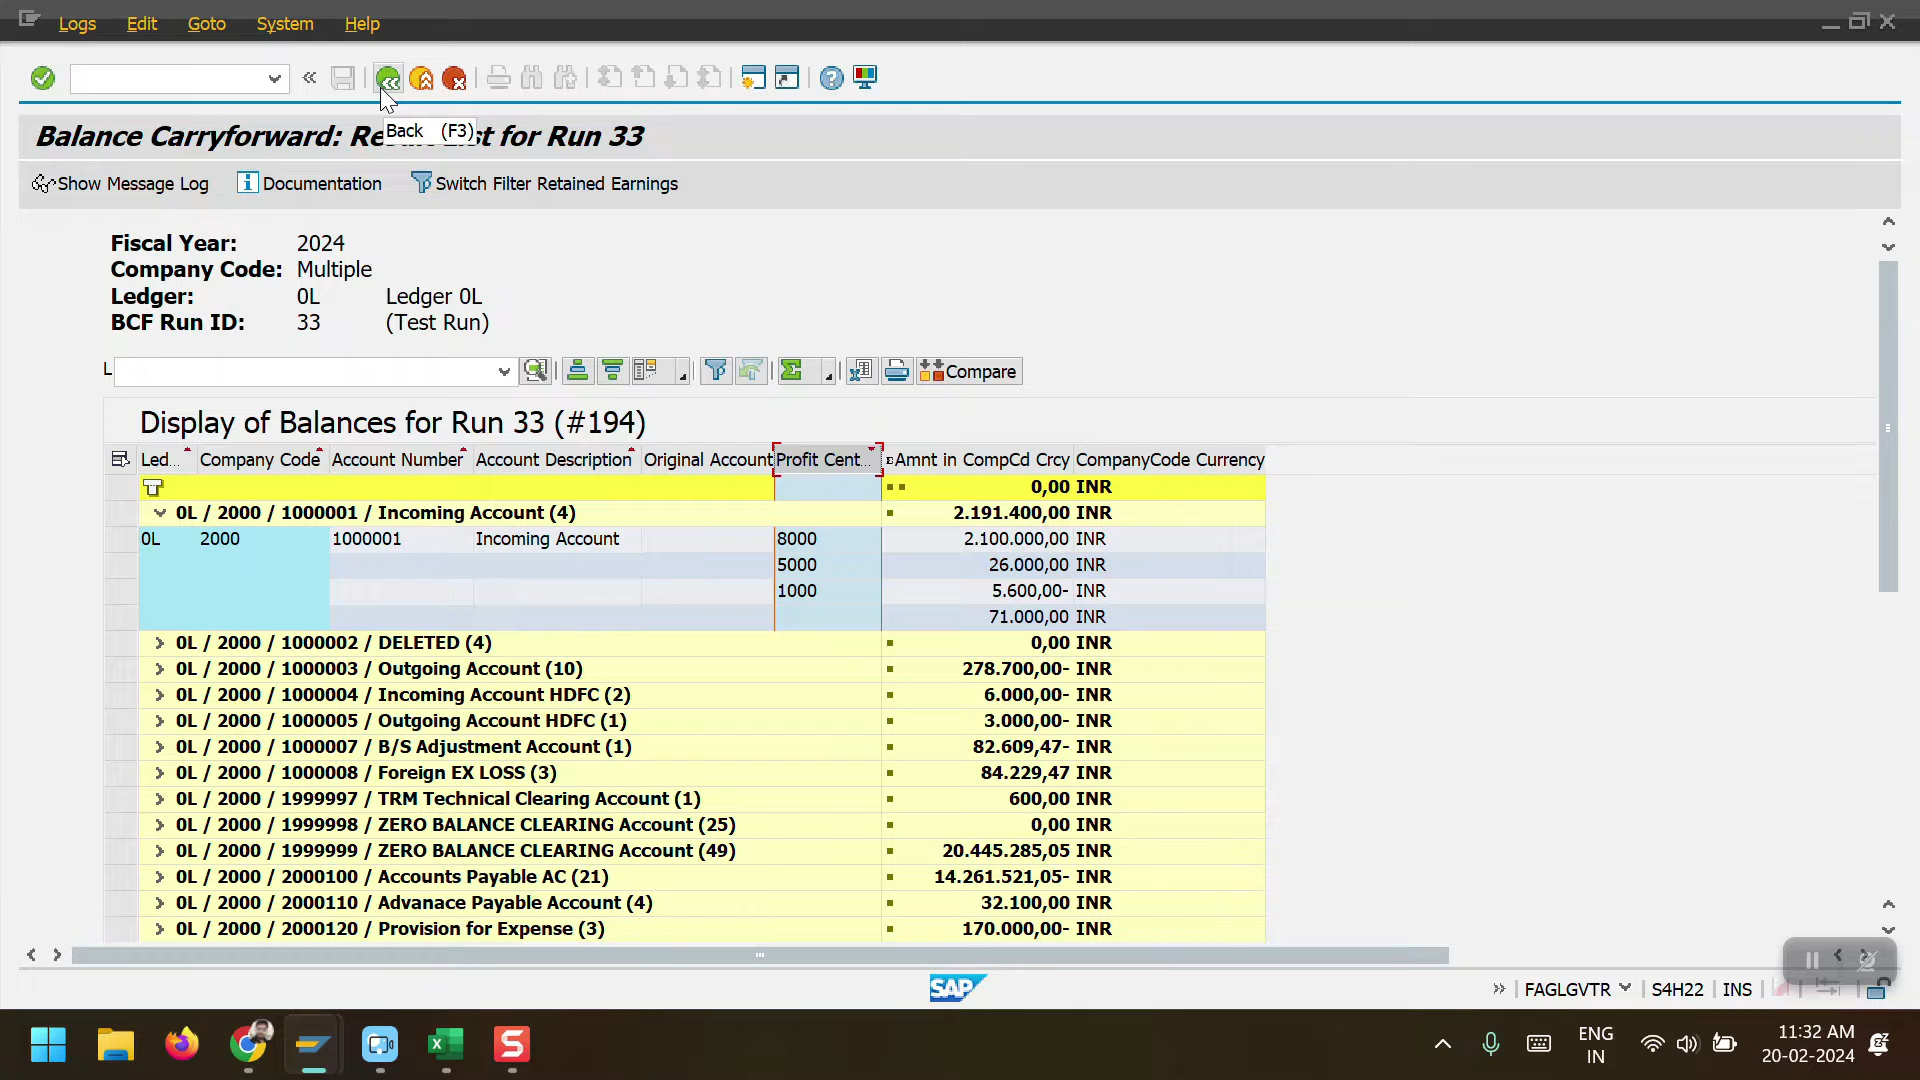 Logs Edit Goto System Help
Back (F3)
Balance Carryforward: Re st for Run 33
Show Message Log Documentation Switch Filter Retained Earnings
Fiscal Year: 2024
Company Code: Multiple
Ledger: 0L Ledger 0L
BCF Run ID: 33 (Test Run)
L Compare
Display of Balances for Run 33 (#194)
Led... Company Code Account Number Account Description Original Account Profit Cent... Amnt in CompCd Crcy CompanyCode Currency
0,00 INR
0L / 2000 / 1000001 / Incoming Account (4) 2.191.400,00 INR
0L 2000 1000001 Incoming Account 8000 2.100.000,00 INR
5000 26.000,00 INR
1000 5.600,00- INR
71.000,00 INR
0L / 2000 / 1000002 / DELETED (4) 0,00 INR
0L / 2000 / 1000003 / Outgoing Account (10) 278.700,00- INR
0L / 2000 / 1000004 / Incoming Account HDFC (2) 6.000,00- INR
0L / 2000 / 1000005 / Outgoing Account HDFC (1) 3.000,00- INR
0L / 2000 / 1000007 / B/S Adjustment Account (1) 82.609,47- INR
0L / 2000 / 1000008 / Foreign EX LOSS (3) 84.229,47 INR
0L / 2000 / 1999997 / TRM Technical Clearing Account (1) 600,00 INR
0L / 2000 / 1999998 / ZERO BALANCE CLEARING Account (25) 0,00 INR
0L / 2000 / 1999999 / ZERO BALANCE CLEARING Account (49) 20.445.285,05 INR
0L / 2000 / 2000100 / Accounts Payable AC (21) 14.261.521,05- INR
0L / 2000 / 2000110 / Advanace Payable Account (4) 32.100,00 INR
0L / 2000 / 2000120 / Provision for Expense (3) 170.000,00- INR
SAP FAGLGVTR S4H22 INS
ENG 11:32 AM
IN 20-02-2024